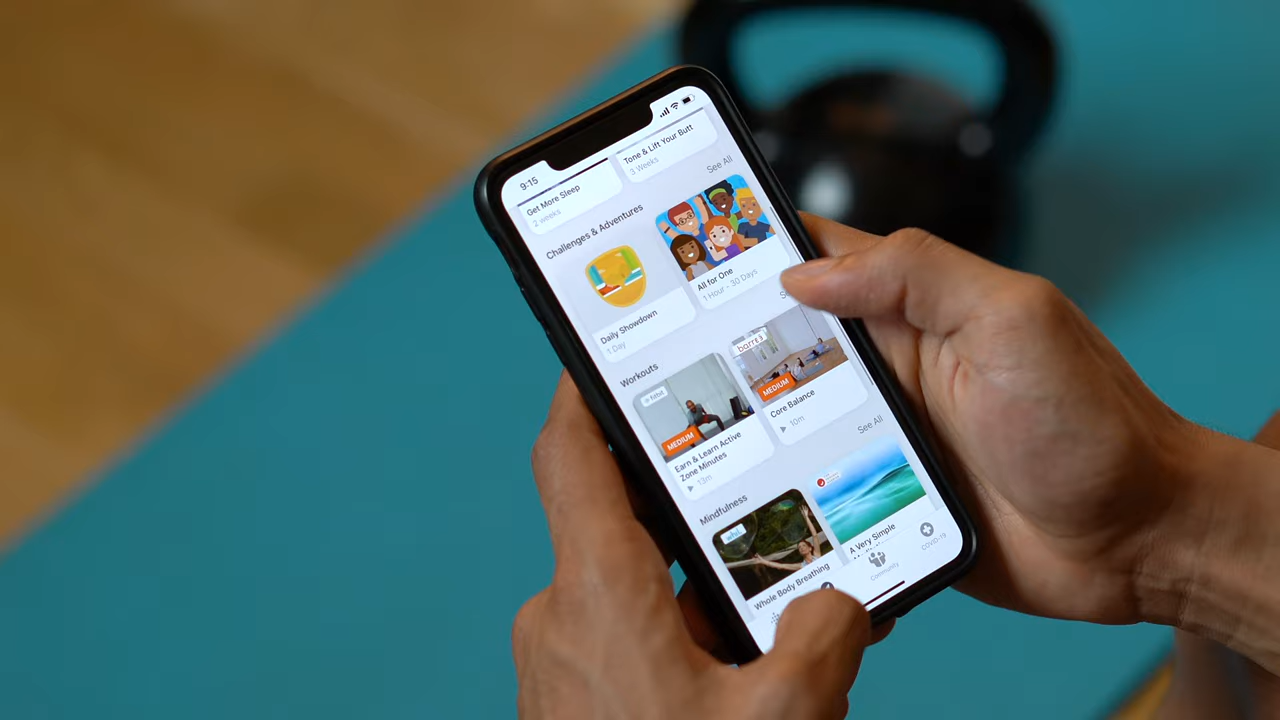 9:15
Get More Sleep
2 weeks
Tone & Lift Your Butt
3 Weeks
Challenges & Adventures
See All
Daily Showdown
1 Day
All for One
1 Hour - 30 Days
Workouts
fitbit
MEDIUM
Earn & Learn Active
Zone Minutes
13m
barre3
MEDIUM
Core Balance
10m
Mindfulness
See All
Whole Body Breathing
A Very Simple
Community
COVID-19